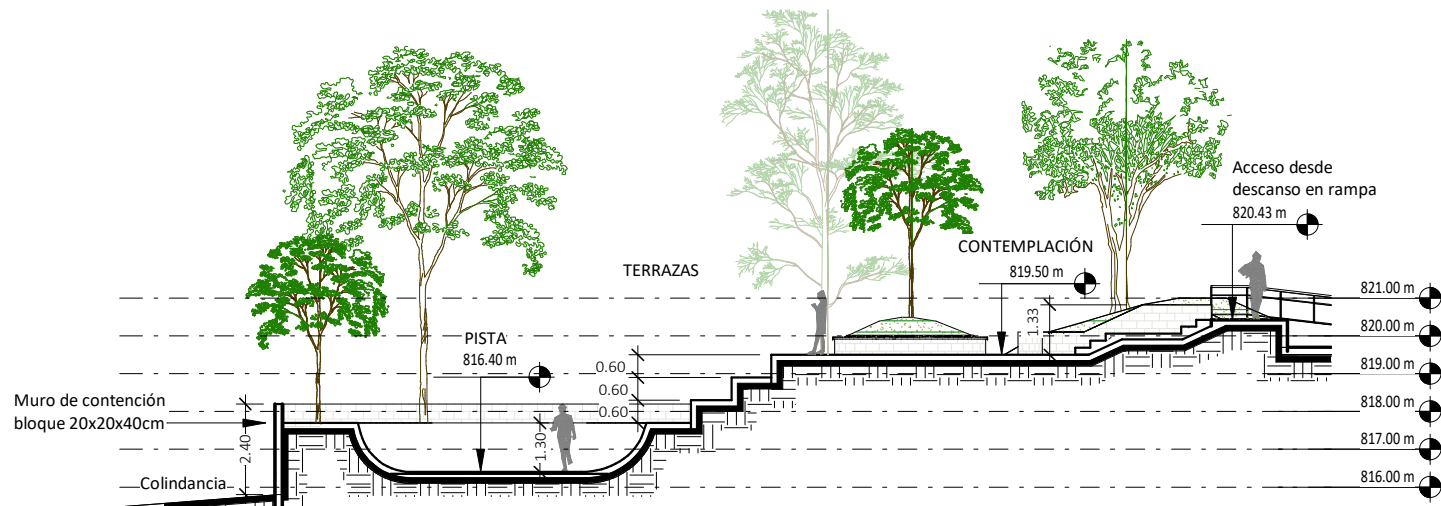 Acceso desde
descanso en rampa
820.43 m
CONTEMPLACIÓN
819.50 m
TERRAZAS
821.00 m
1.33
820.00 m
PISTA
816.40 m
0.60
819.00 m
0.60
Muro de contención
bloque 20x20x40cm
0.60
818.00 m
2.40
1.30
817.00 m
Colindancia
816.00 m